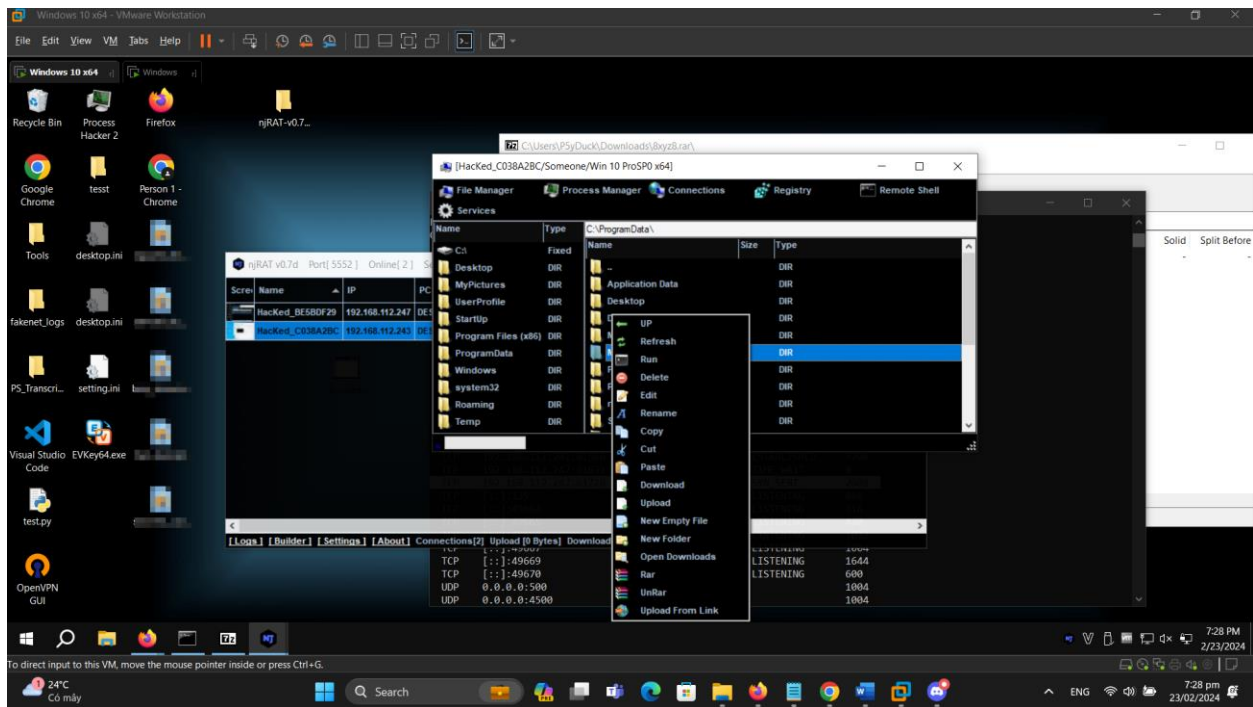 Windows 10 x64 - VMware Workstation
File Edit View VM Tabs Help
Windows 10 x64
Windows
Recycle Bin
Process Hacker 2
Firefox
njRAT-v0.7...
Google Chrome
tesst
Person 1 - Chrome
Tools
desktop.ini
fakenet_logs
desktop.ini
PS_Transcri...
setting.ini
Visual Studio Code
EVKey64.exe
test.py
OpenVPN GUI
C:\Users\P5yDuck\Downloads\8xyz8.rar\
Solid Split Before
[HacKed_C038A2BC/Someone/Win 10 ProSP0 x64]
File Manager Process Manager Connections Registry Remote Shell
Services
Name Type
C:\ Fixed
Desktop DIR
MyPictures DIR
UserProfile DIR
StartUp DIR
Program Files (x86) DIR
ProgramData DIR
Windows DIR
system32 DIR
Roaming DIR
Temp DIR
C:\ProgramData\
Name Size Type
.. DIR
Application Data DIR
Desktop DIR
DIR
DIR
DIR
DIR
DIR
DIR
DIR
UP
Refresh
Run
Delete
Edit
Rename
Copy
Cut
Paste
Download
Upload
New Empty File
New Folder
Open Downloads
Rar
UnRar
Upload From Link
njRAT v0.7d Port[ 5552 ] Online[ 2 ]
Name IP
HacKed_BE5BDF29 192.168.112.247
HacKed_C038A2BC 192.168.112.243
[Logs] [Builder] [Settings] [About] Connections[2] Upload [0 Bytes] Download
TCP [::]:49669 LISTENING 1644
TCP [::]:49670 LISTENING 600
UDP 0.0.0.0:500 1004
UDP 0.0.0.0:4500 1004
7:28 PM
2/23/2024
To direct input to this VM, move the mouse pointer inside or press Ctrl+G.
24°C
Có mây
Search
ENG
7:28 pm
23/02/2024